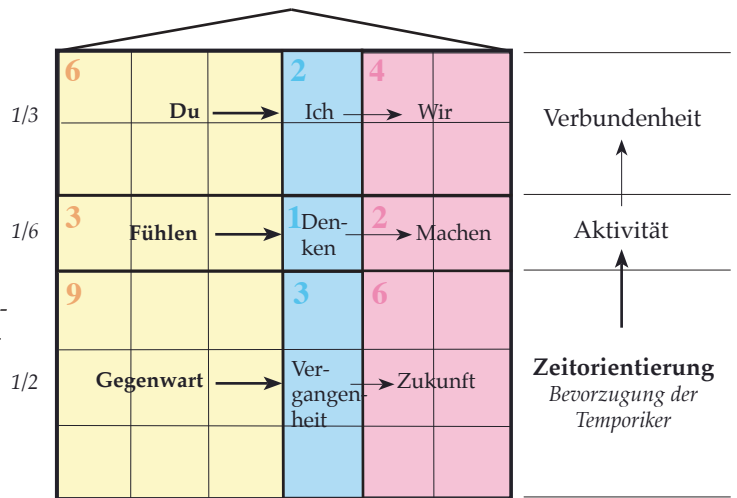 6 2 4
1/3 Du Ich Wir Verbundenheit
3 1 2
1/6 Fühlen Den-
ken Machen Aktivität
9 3 6
-
1/2 Gegenwart Ver-
gangen-
heit Zukunft Zeitorientierung
Bevorzugung der
Temporiker